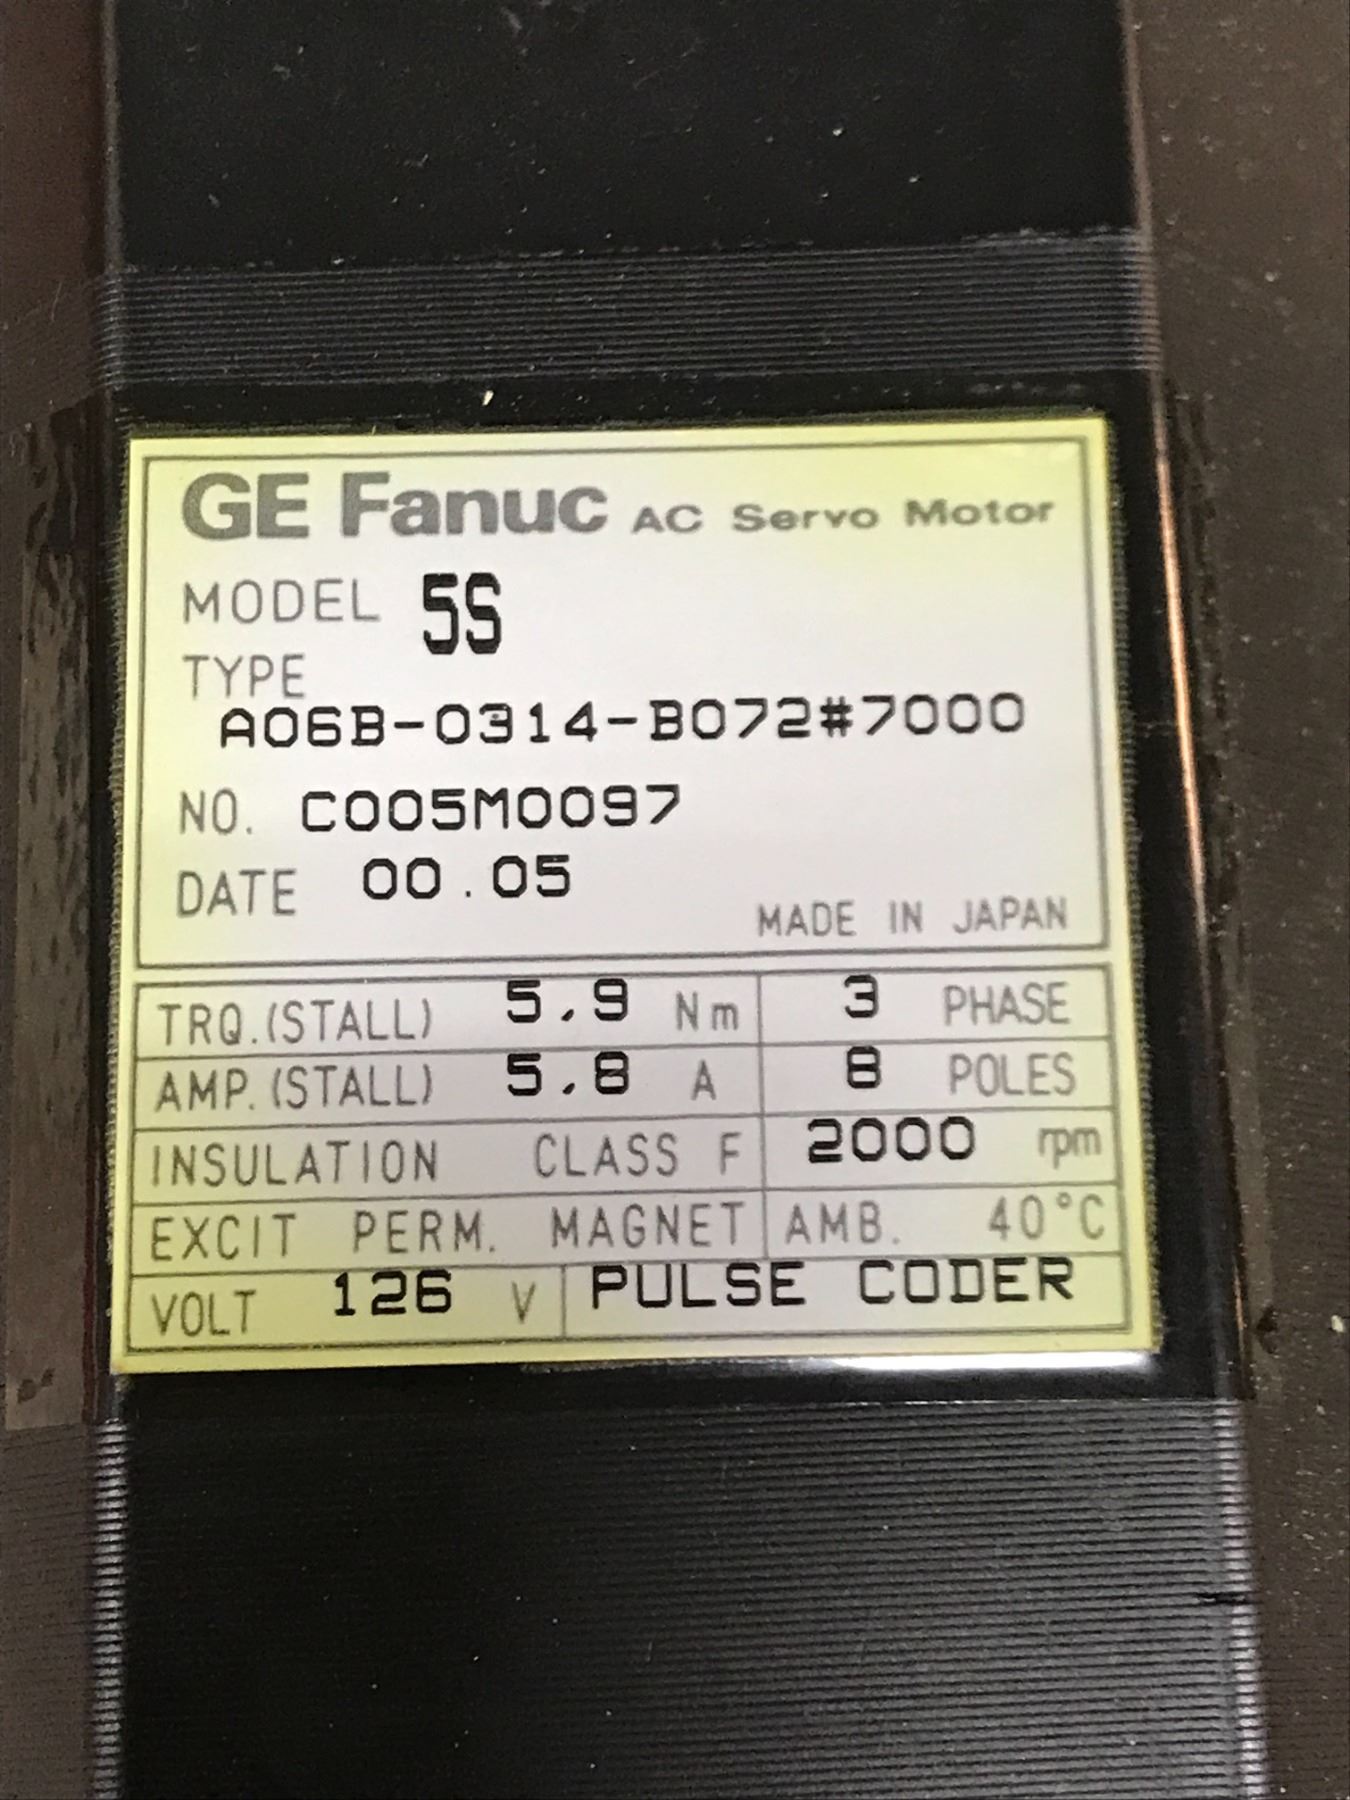 GE Fanuc AC Servo Motor
MODEL 5S
TYPE
A06B-0314-B072#7000
NO. C005M0097
DATE 00.05
MADE IN JAPAN
TRQ.(STALL) 5.9 Nm 3 PHASE
AMP.(STALL) 5.8 A 8 POLES
INSULATION CLASS F 2000 rpm
EXCIT PERM. MAGNET AMB. 40°C
VOLT 126 V PULSE CODER